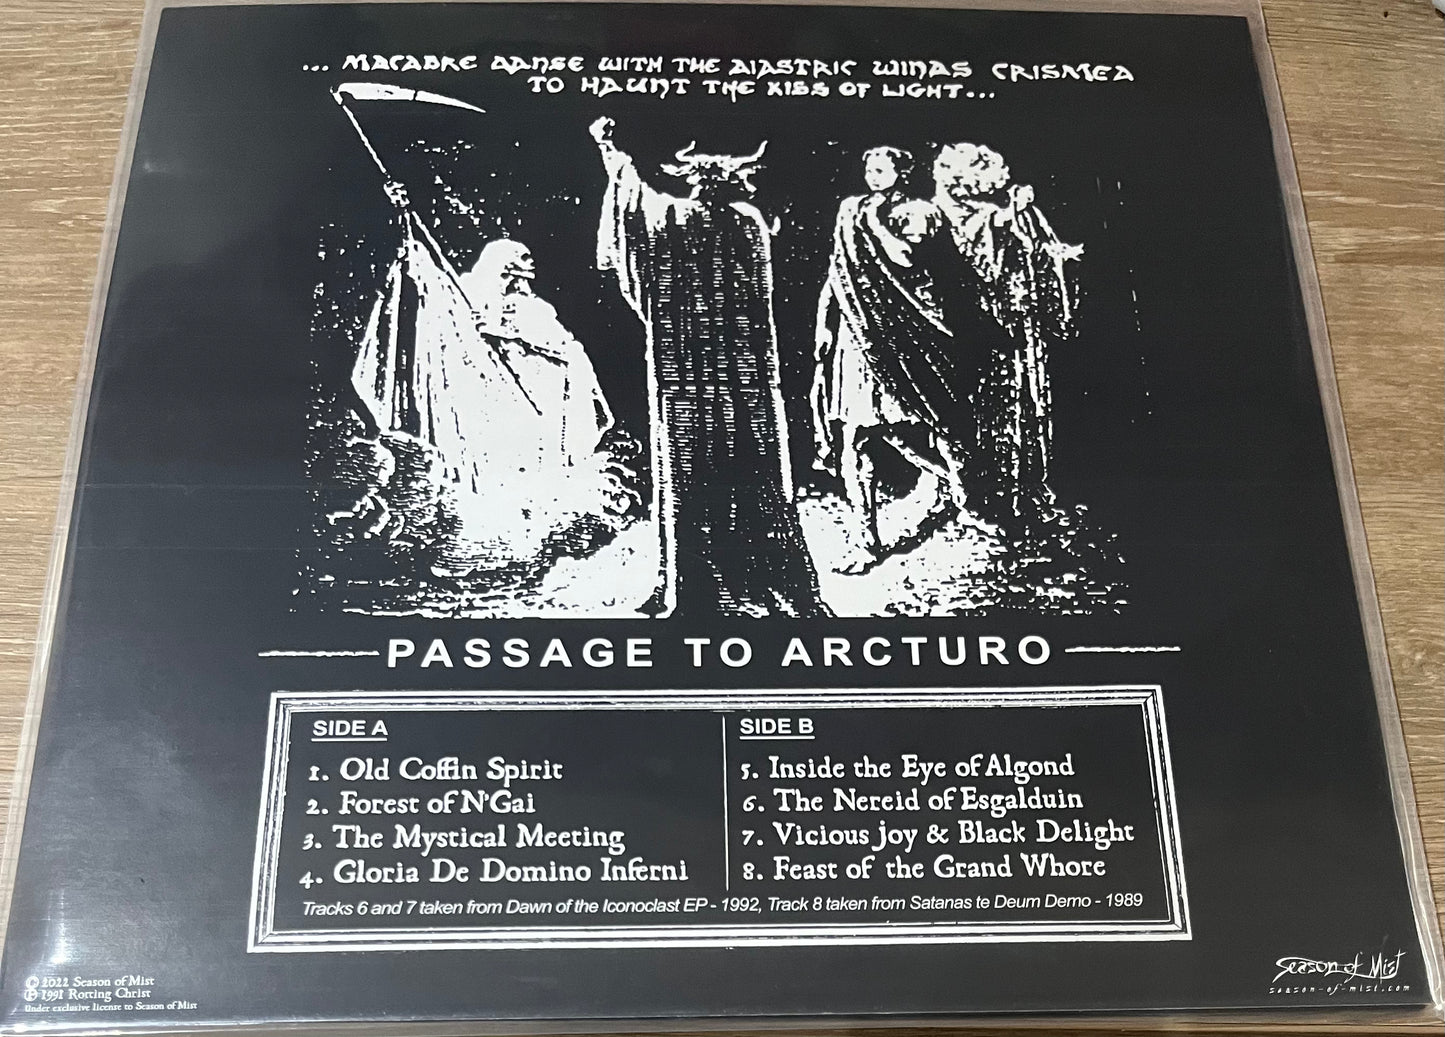 ... MACABRE DANSE WITH THE DIASTRIC WINDS CRISMED
TO HAUNT THE KISS OF LIGHT...
PASSAGE TO ARCTURO
SIDE A
1. Old Coffin Spirit
2. Forest of N'Gai
3. The Mystical Meeting
4. Gloria De Domino Inferni
SIDE B
5. Inside the Eye of Algond
6. The Nereid of Esgalduin
7. Vicious Joy & Black Delight
8. Feast of the Grand Whore
Tracks 6 and 7 taken from Dawn of the Iconoclast EP - 1992, Track 8 taken from Satanas te Deum Demo - 1989
© 2022 Season of Mist
℗ 1991 Rotting Christ
Under exclusive license to Season of Mist
Season of Mist
season-of-mist.com